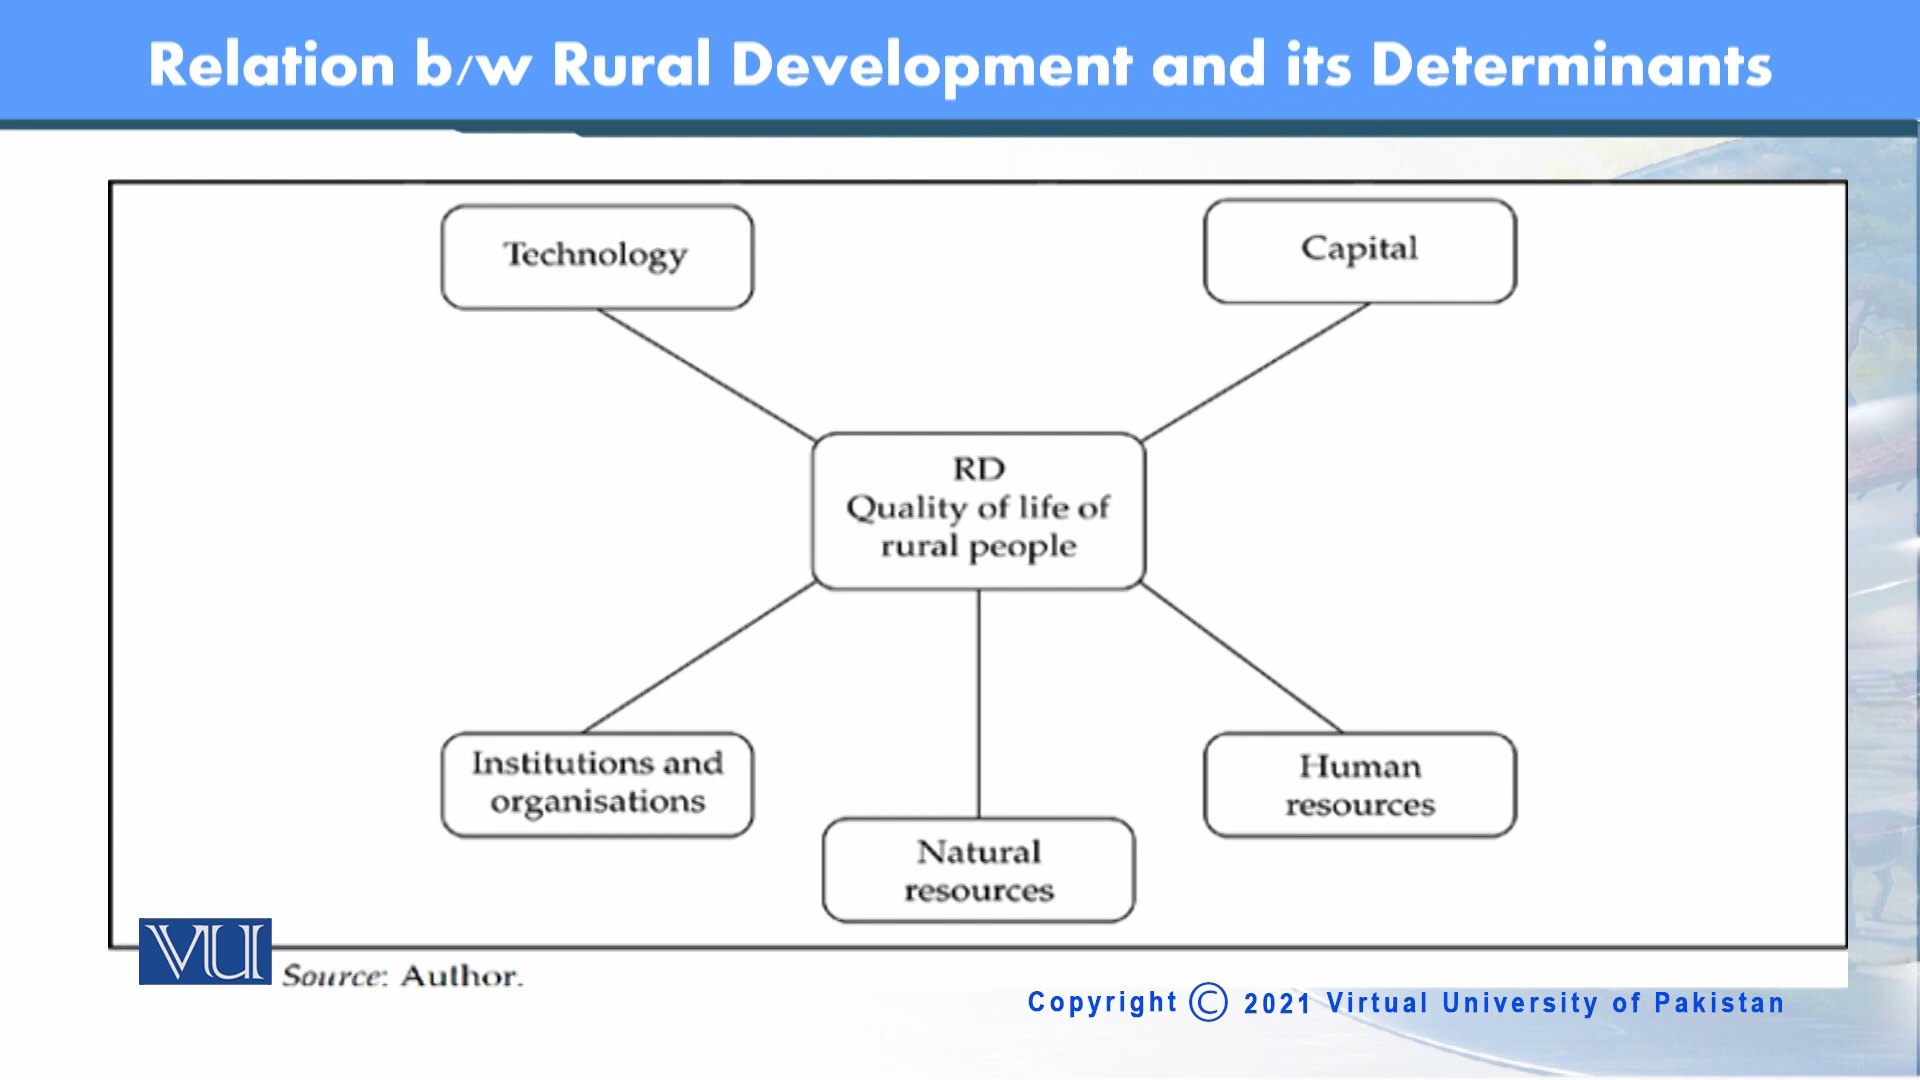 Relation b/w Rural Development and its Determinants
Technology
Capital
RD
Quality of life of
rural people
Institutions and
organisations
Human
resources
Natural
resources
VU
Source: Author.
Copyright © 2021 Virtual University of Pakistan